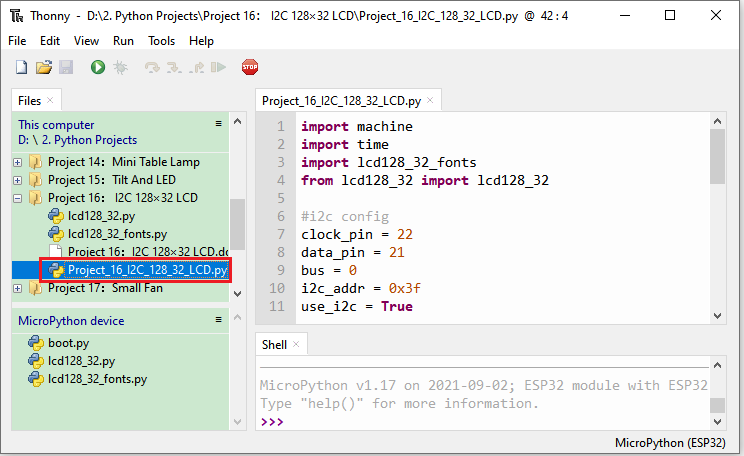 Thonny - D:\2. Python Projects\Project 16： I2C 128×32 LCD\Project_16_I2C_128_32_LCD.py @ 42 : 4
File Edit View Run Tools Help
STOP
Files
This computer
D: \ 2. Python Projects
Project 14： Mini Table Lamp
Project 15： Tilt And LED
Project 16： I2C 128×32 LCD
lcd128_32.py
lcd128_32_fonts.py
Project 16： I2C 128×32 LCD.do
Project_16_I2C_128_32_LCD.py
Project 17： Small Fan
MicroPython device
boot.py
lcd128_32.py
lcd128_32_fonts.py
Project_16_I2C_128_32_LCD.py
1 import machine
2 import time
3 import lcd128_32_fonts
4 from lcd128_32 import lcd128_32
5
6 #i2c config
7 clock_pin = 22
8 data_pin = 21
9 bus = 0
10 i2c_addr = 0x3f
11 use_i2c = True
Shell
MicroPython v1.17 on 2021-09-02; ESP32 module with ESP32
Type "help()" for more information.
>>>
MicroPython (ESP32)